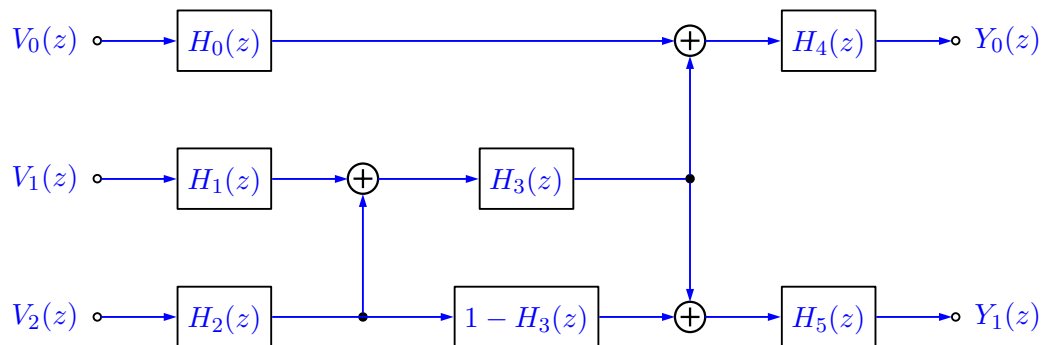 V₀(z) H₀(z) + H₄(z) Y₀(z)
V₁(z) H₁(z) + H₃(z)
V₂(z) H₂(z) 1 − H₃(z) + H₅(z) Y₁(z)